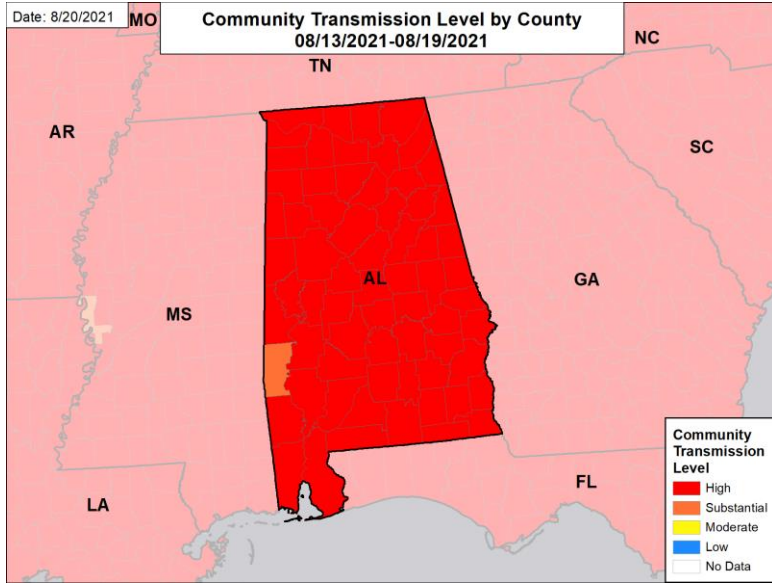 Date: 8/20/2021
Community Transmission Level by County
08/13/2021-08/19/2021
MO
NC
TN
AR
SC
AL
GA
MS
LA
FL
Community
Transmission
Level
High
Substantial
Moderate
Low
No Data